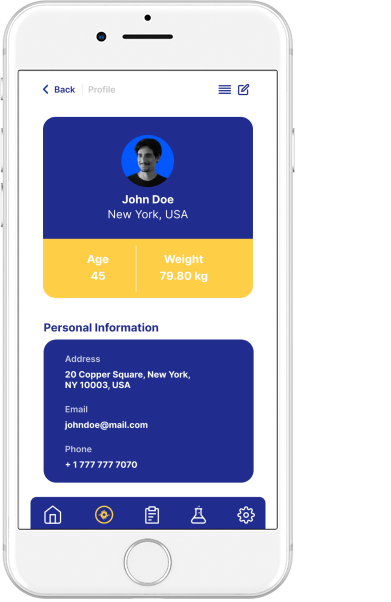 Back Profile
John Doe
New York, USA
Age Weight
45 79.80 kg
Personal Information
Address
20 Copper Square, New York,
NY 10003, USA
Email
johndoe@mail.com
Phone
+ 1 777 777 7070